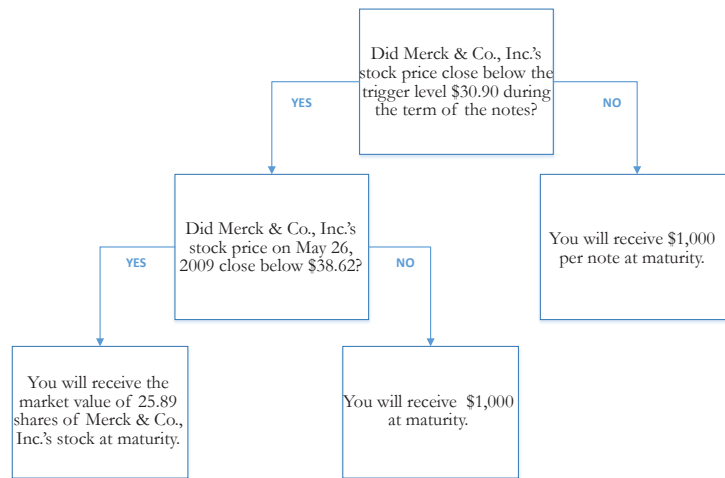 Did Merck & Co., Inc.'s
stock price close below the
trigger level $30.90 during
the term of the notes?
YES
NO
Did Merck & Co., Inc.'s
stock price on May 26,
2009 close below $38.62?
You will receive $1,000
per note at maturity.
YES
NO
You will receive the
market value of 25.89
shares of Merck & Co.,
Inc.'s stock at maturity.
You will receive $1,000
at maturity.